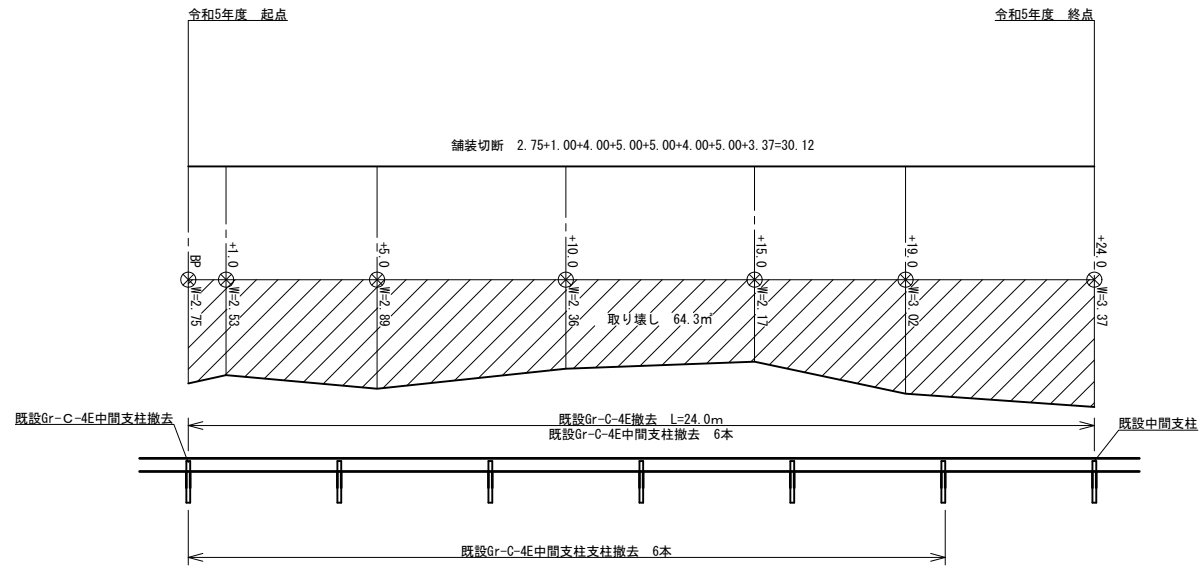 令和5年度　起点
令和5年度　終点
舗装切断　2.75+1.00+4.00+5.00+5.00+4.00+5.00+3.37=30.12
BP
W=2.75
+1.0
W=2.53
+5.0
W=2.89
+10.0
W=2.36
+15.0
W=2.17
+19.0
W=3.02
+24.0
W=3.37
取り壊し　64.3㎡
既設Gr-C-4E中間支柱撤去
既設Gr-C-4E撤去　L=24.0m
既設Gr-C-4E中間支柱撤去　6本
既設中間支柱
既設Gr-C-4E中間支柱支柱撤去　6本